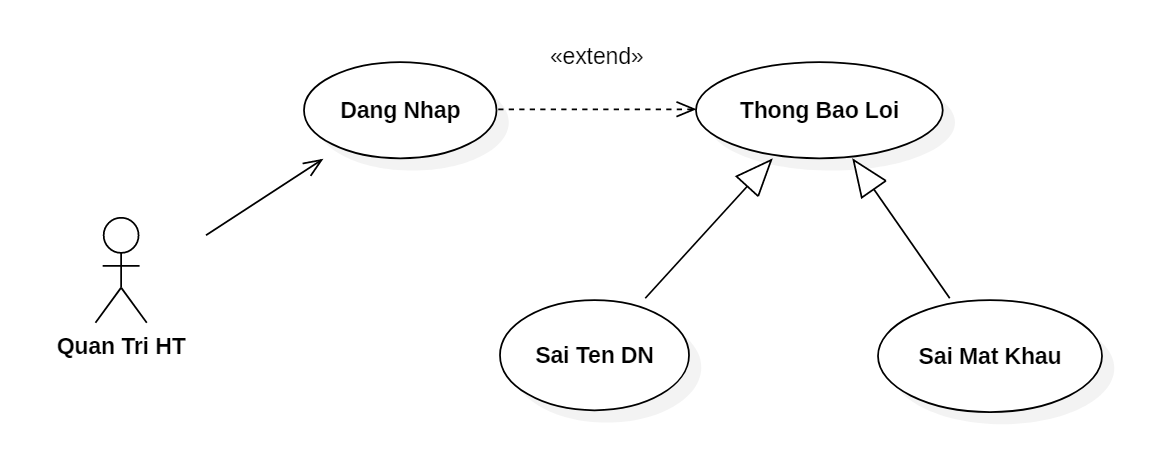 «extend»
Dang Nhap
Thong Bao Loi
Quan Tri HT
Sai Ten DN
Sai Mat Khau